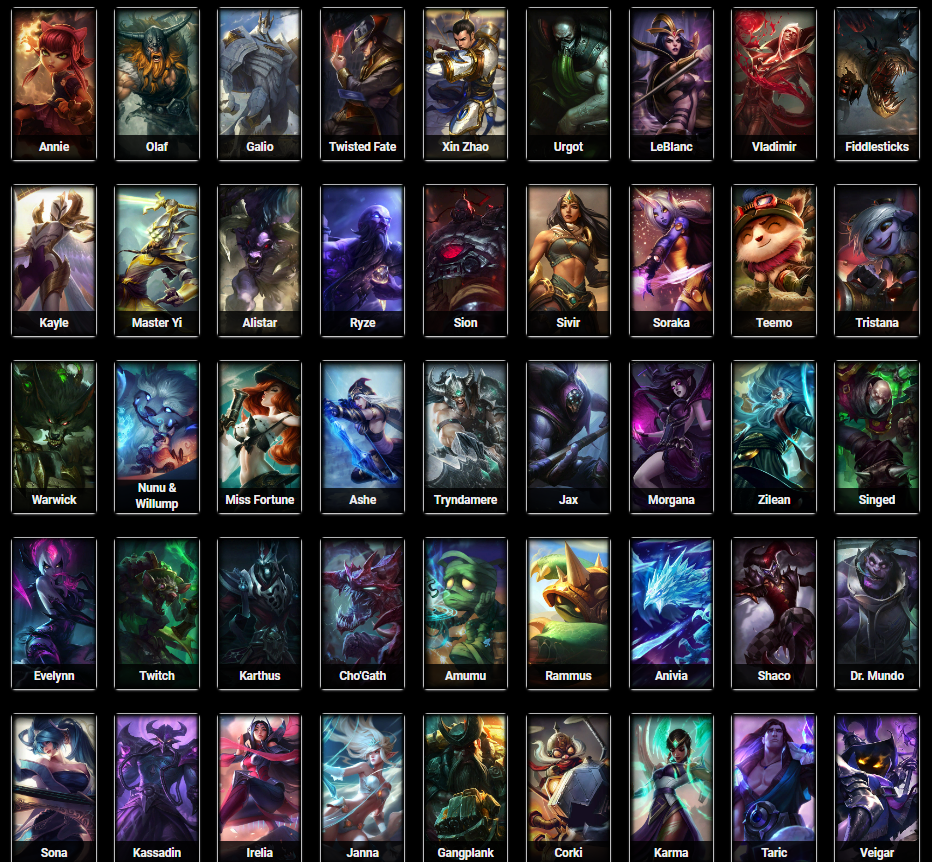 Annie
Olaf
Galio
Twisted Fate
Xin Zhao
Urgot
LeBlanc
Vladimir
Fiddlesticks
Kayle
Master Yi
Alistar
Ryze
Sion
Sivir
Soraka
Teemo
Tristana
Warwick
Nunu &
Willump
Miss Fortune
Ashe
Tryndamere
Jax
Morgana
Zilean
Singed
Evelynn
Twitch
Karthus
Cho'Gath
Amumu
Rammus
Anivia
Shaco
Dr. Mundo
Sona
Kassadin
Irelia
Janna
Gangplank
Corki
Karma
Taric
Veigar